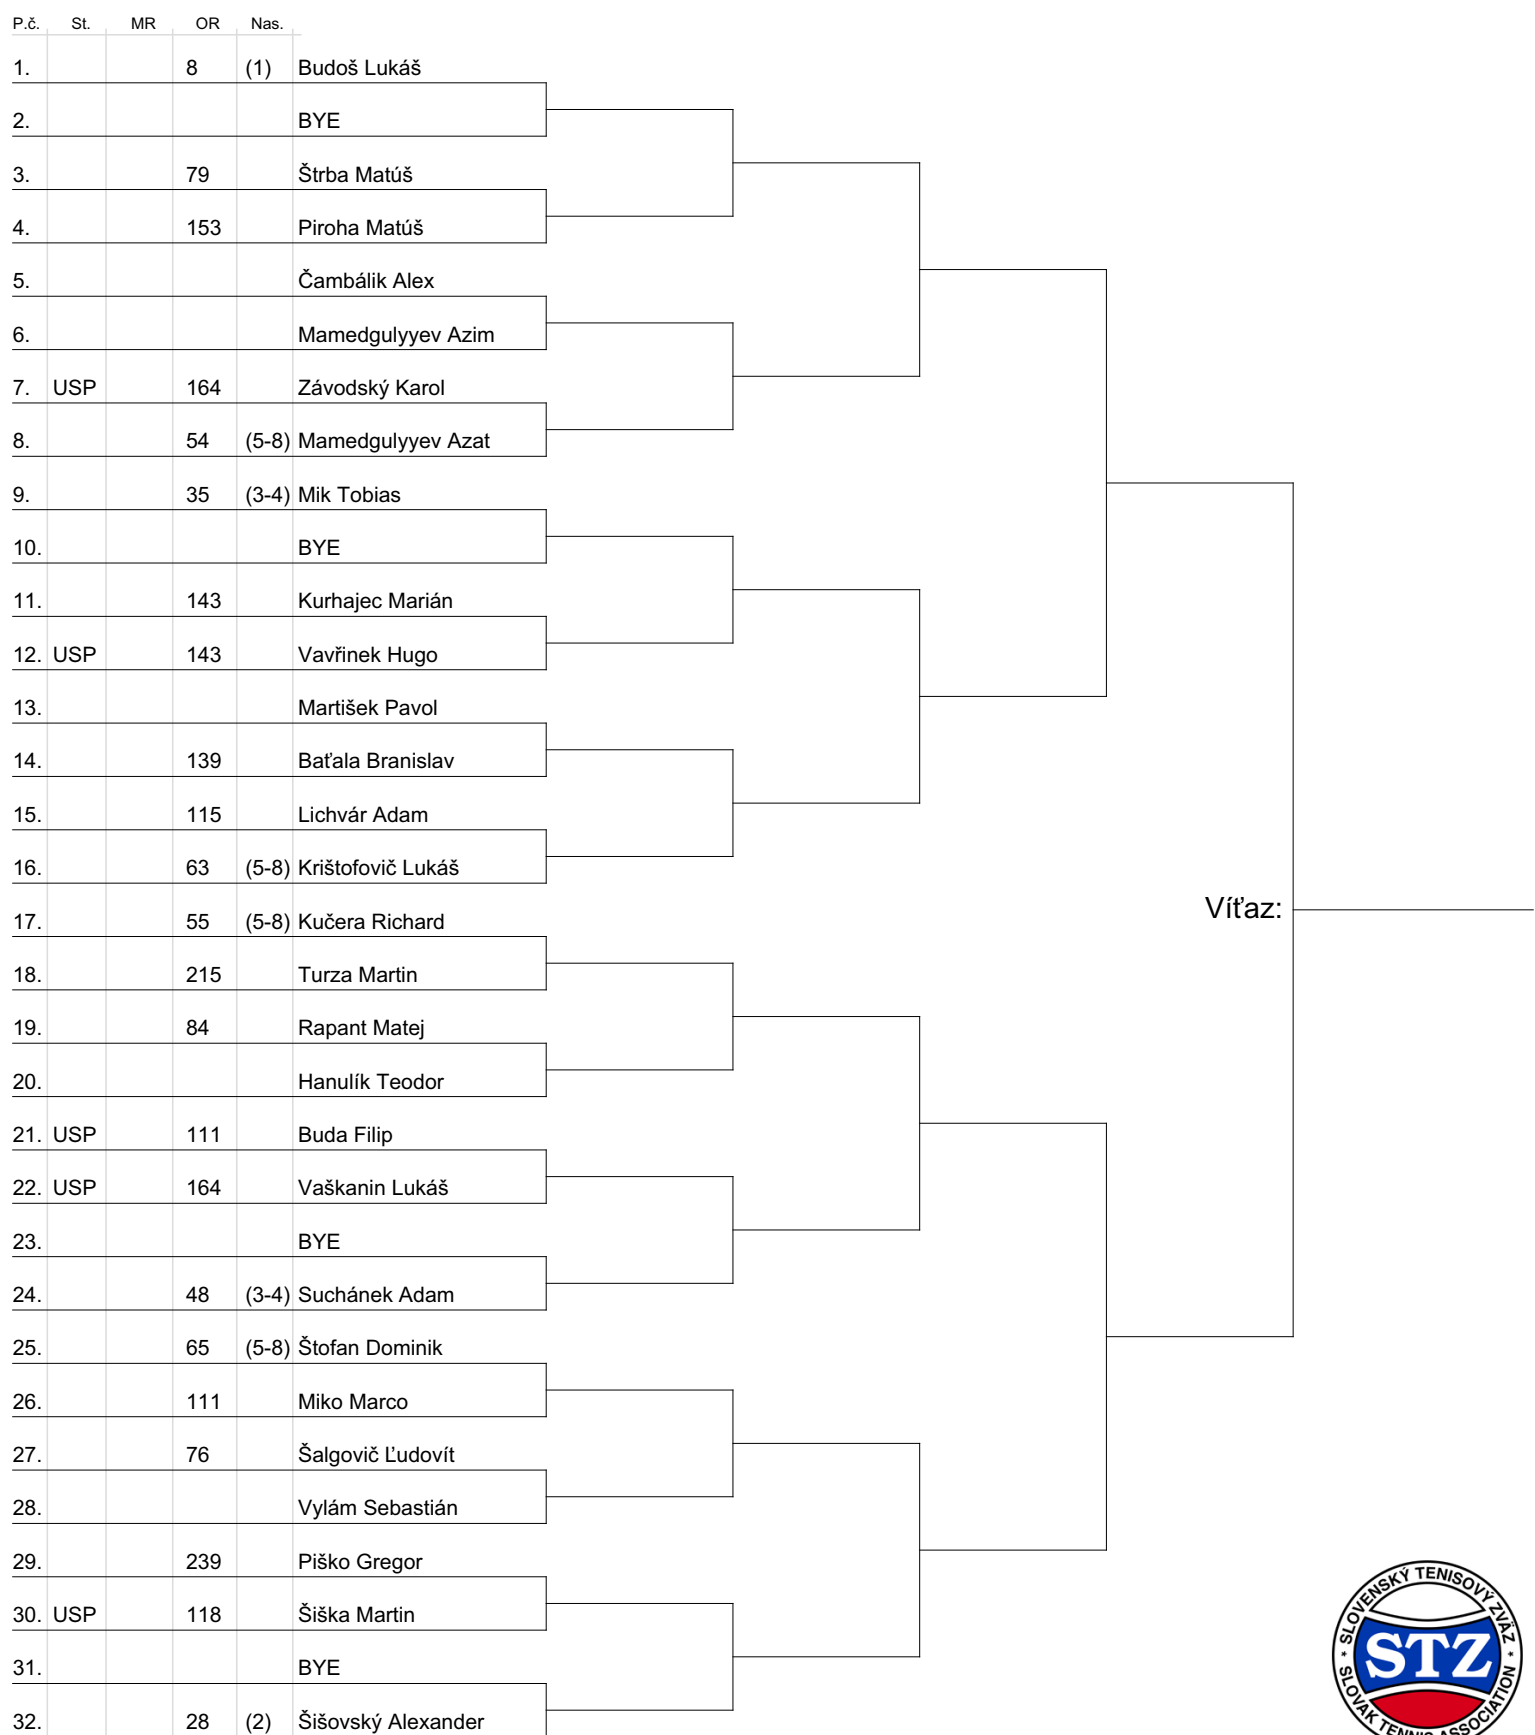 P.č. St. MR OR Nas.
1. 8 (1) Budoš Lukáš
2. BYE
3. 79 Štrba Matúš
4. 153 Piroha Matúš
5. Čambálik Alex
6. Mamedgulyyev Azim
7. USP 164 Závodský Karol
8. 54 (5-8) Mamedgulyyev Azat
9. 35 (3-4) Mik Tobias
10. BYE
11. 143 Kurhajec Marián
12. USP 143 Vavřinek Hugo
13. Martišek Pavol
14. 139 Baťala Branislav
15. 115 Lichvár Adam
16. 63 (5-8) Krištofovič Lukáš
Víťaz:
17. 55 (5-8) Kučera Richard
18. 215 Turza Martin
19. 84 Rapant Matej
20. Hanulík Teodor
21. USP 111 Buda Filip
22. USP 164 Vaškanin Lukáš
23. BYE
24. 48 (3-4) Suchánek Adam
25. 65 (5-8) Štofan Dominik
26. 111 Miko Marco
27. 76 Šalgovič Ľudovít
28. Vylám Sebastián
29. 239 Piško Gregor
30. USP 118 Šiška Martin
31. BYE
32. 28 (2) Šišovský Alexander
SLOVENSKÝ TENISOVÝ ZVÄZ
STZ
SLOVAK TENNIS ASSOCIATION